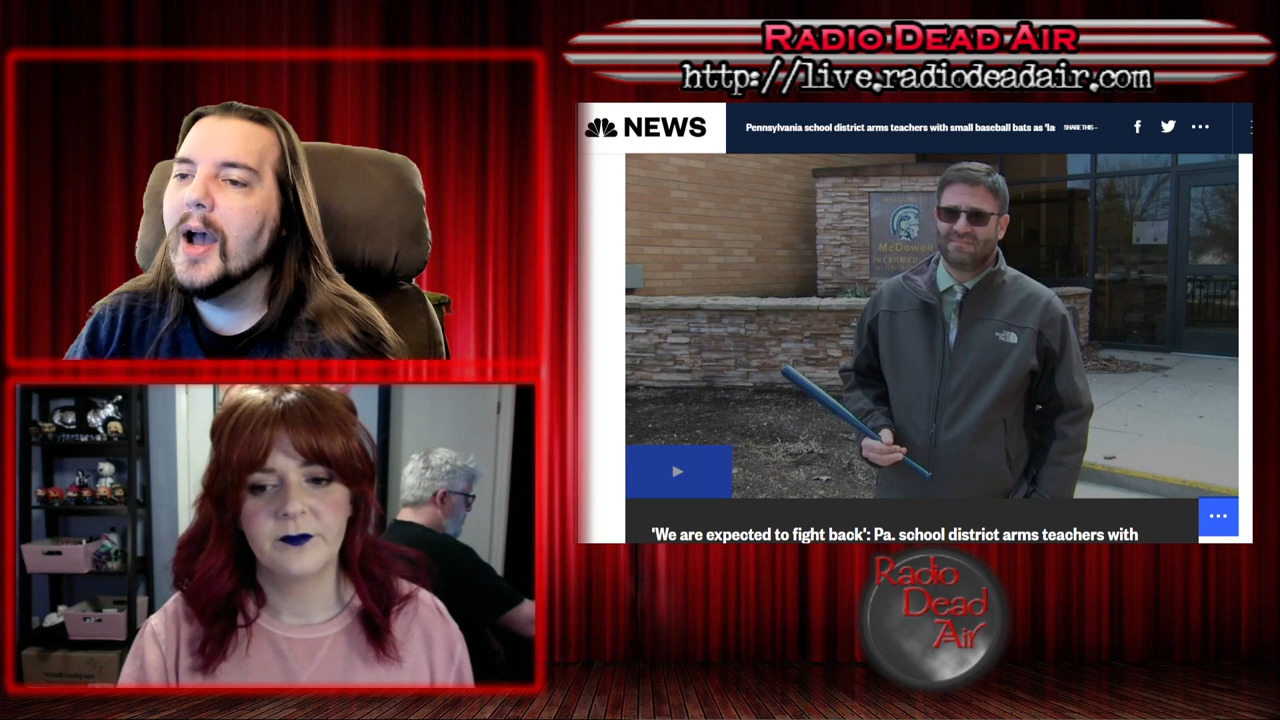 Radio Dead Air
http://live.radiodeadair.com
NEWS
Pennsylvania school district arms teachers with small baseball bats as 'la
SHARE THIS—
McDowell
INTERMEDI
THE NORTH FACE
'We are expected to fight back': Pa. school district arms teachers with
Radio
Dead
Air